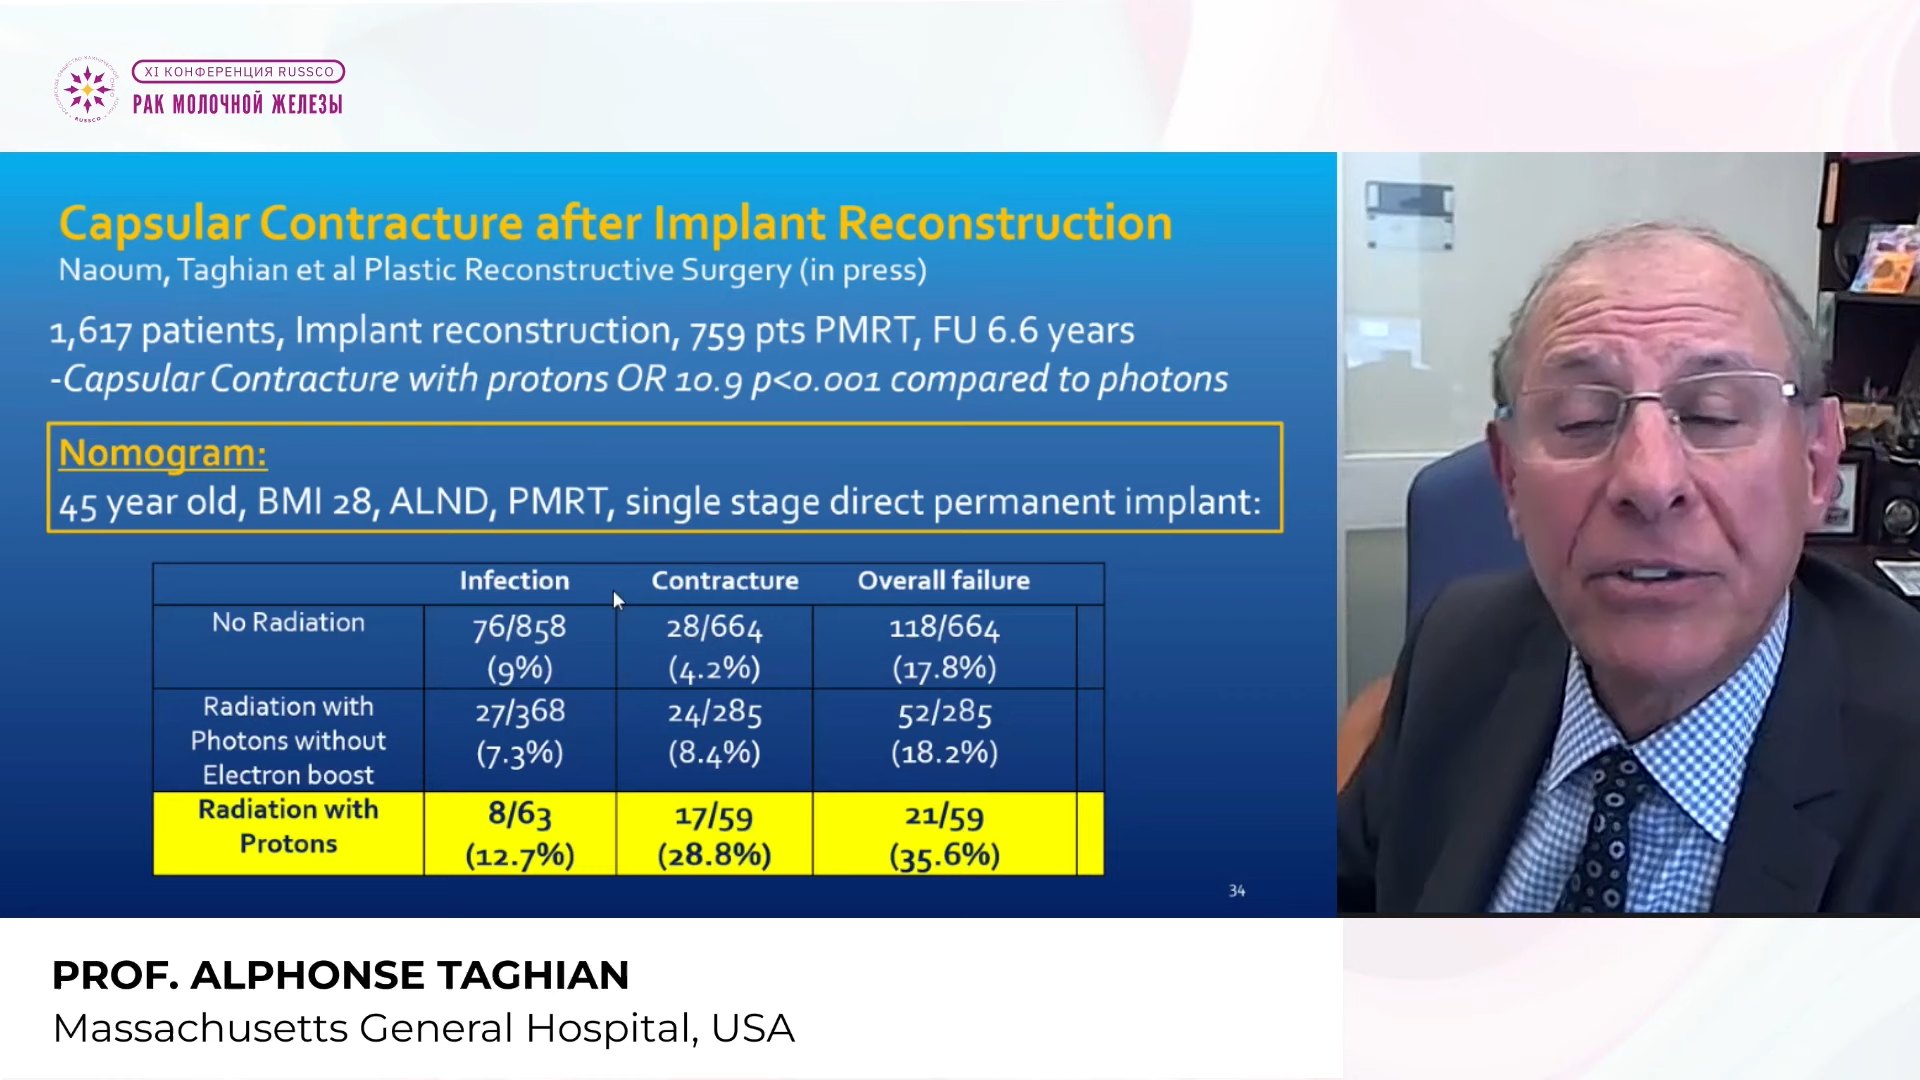 XI КОНФЕРЕНЦИЯ RUSSCO
РАК МОЛОЧНОЙ ЖЕЛЕЗЫ
RUSSCO
Capsular Contracture after Implant Reconstruction
Naoum, Taghian et al Plastic Reconstructive Surgery (in press)
1,617 patients, Implant reconstruction, 759 pts PMRT, FU 6.6 years
-Capsular Contracture with protons OR 10.9 p<0.001 compared to photons
Nomogram:
45 year old, BMI 28, ALND, PMRT, single stage direct permanent implant:
Infection Contracture Overall failure
No Radiation 76/858 28/664 118/664
(9%) (4.2%) (17.8%)
Radiation with 27/368 24/285 52/285
Photons without (7.3%) (8.4%) (18.2%)
Electron boost
Radiation with 8/63 17/59 21/59
Protons (12.7%) (28.8%) (35.6%)
34
PROF. ALPHONSE TAGHIAN
Massachusetts General Hospital, USA